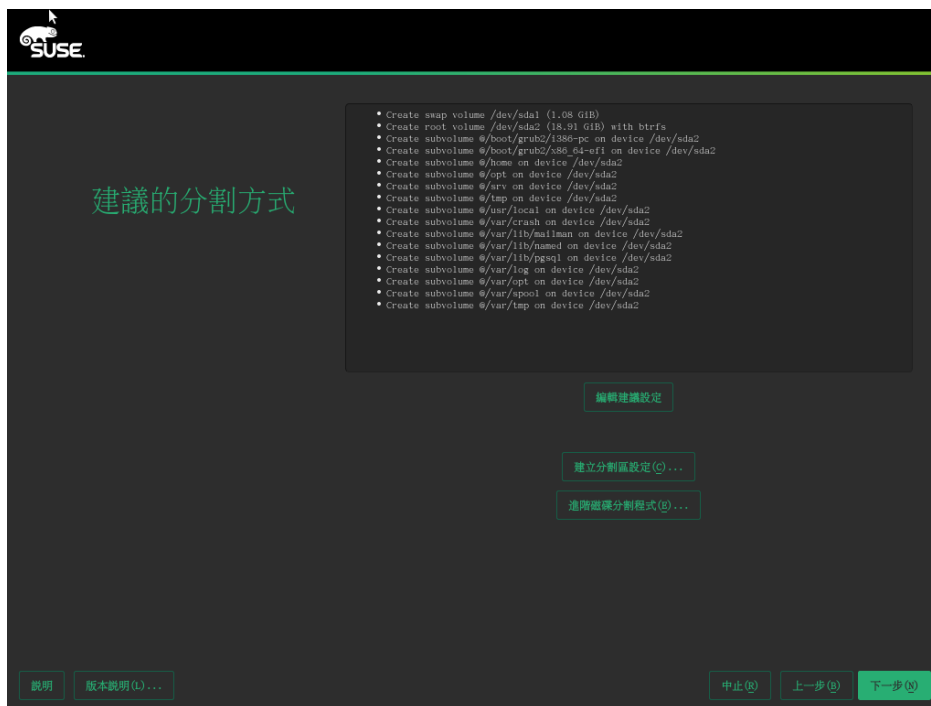 SUSE.
建議的分割方式
• Create swap volume /dev/sda1 (1.08 GiB)
• Create root volume /dev/sda2 (18.91 GiB) with btrfs
• Create subvolume @/boot/grub2/i386-pc on device /dev/sda2
• Create subvolume @/boot/grub2/x86_64-efi on device /dev/sda2
• Create subvolume @/home on device /dev/sda2
• Create subvolume @/opt on device /dev/sda2
• Create subvolume @/srv on device /dev/sda2
• Create subvolume @/tmp on device /dev/sda2
• Create subvolume @/usr/local on device /dev/sda2
• Create subvolume @/var/crash on device /dev/sda2
• Create subvolume @/var/lib/mailman on device /dev/sda2
• Create subvolume @/var/lib/named on device /dev/sda2
• Create subvolume @/var/lib/pgsql on device /dev/sda2
• Create subvolume @/var/log on device /dev/sda2
• Create subvolume @/var/opt on device /dev/sda2
• Create subvolume @/var/spool on device /dev/sda2
• Create subvolume @/var/tmp on device /dev/sda2
編輯建議設定
建立分割區設定(C)...
進階磁碟分割程式(E)...
說明 版本說明(L)... 中止(R) 上一步(B) 下一步(N)